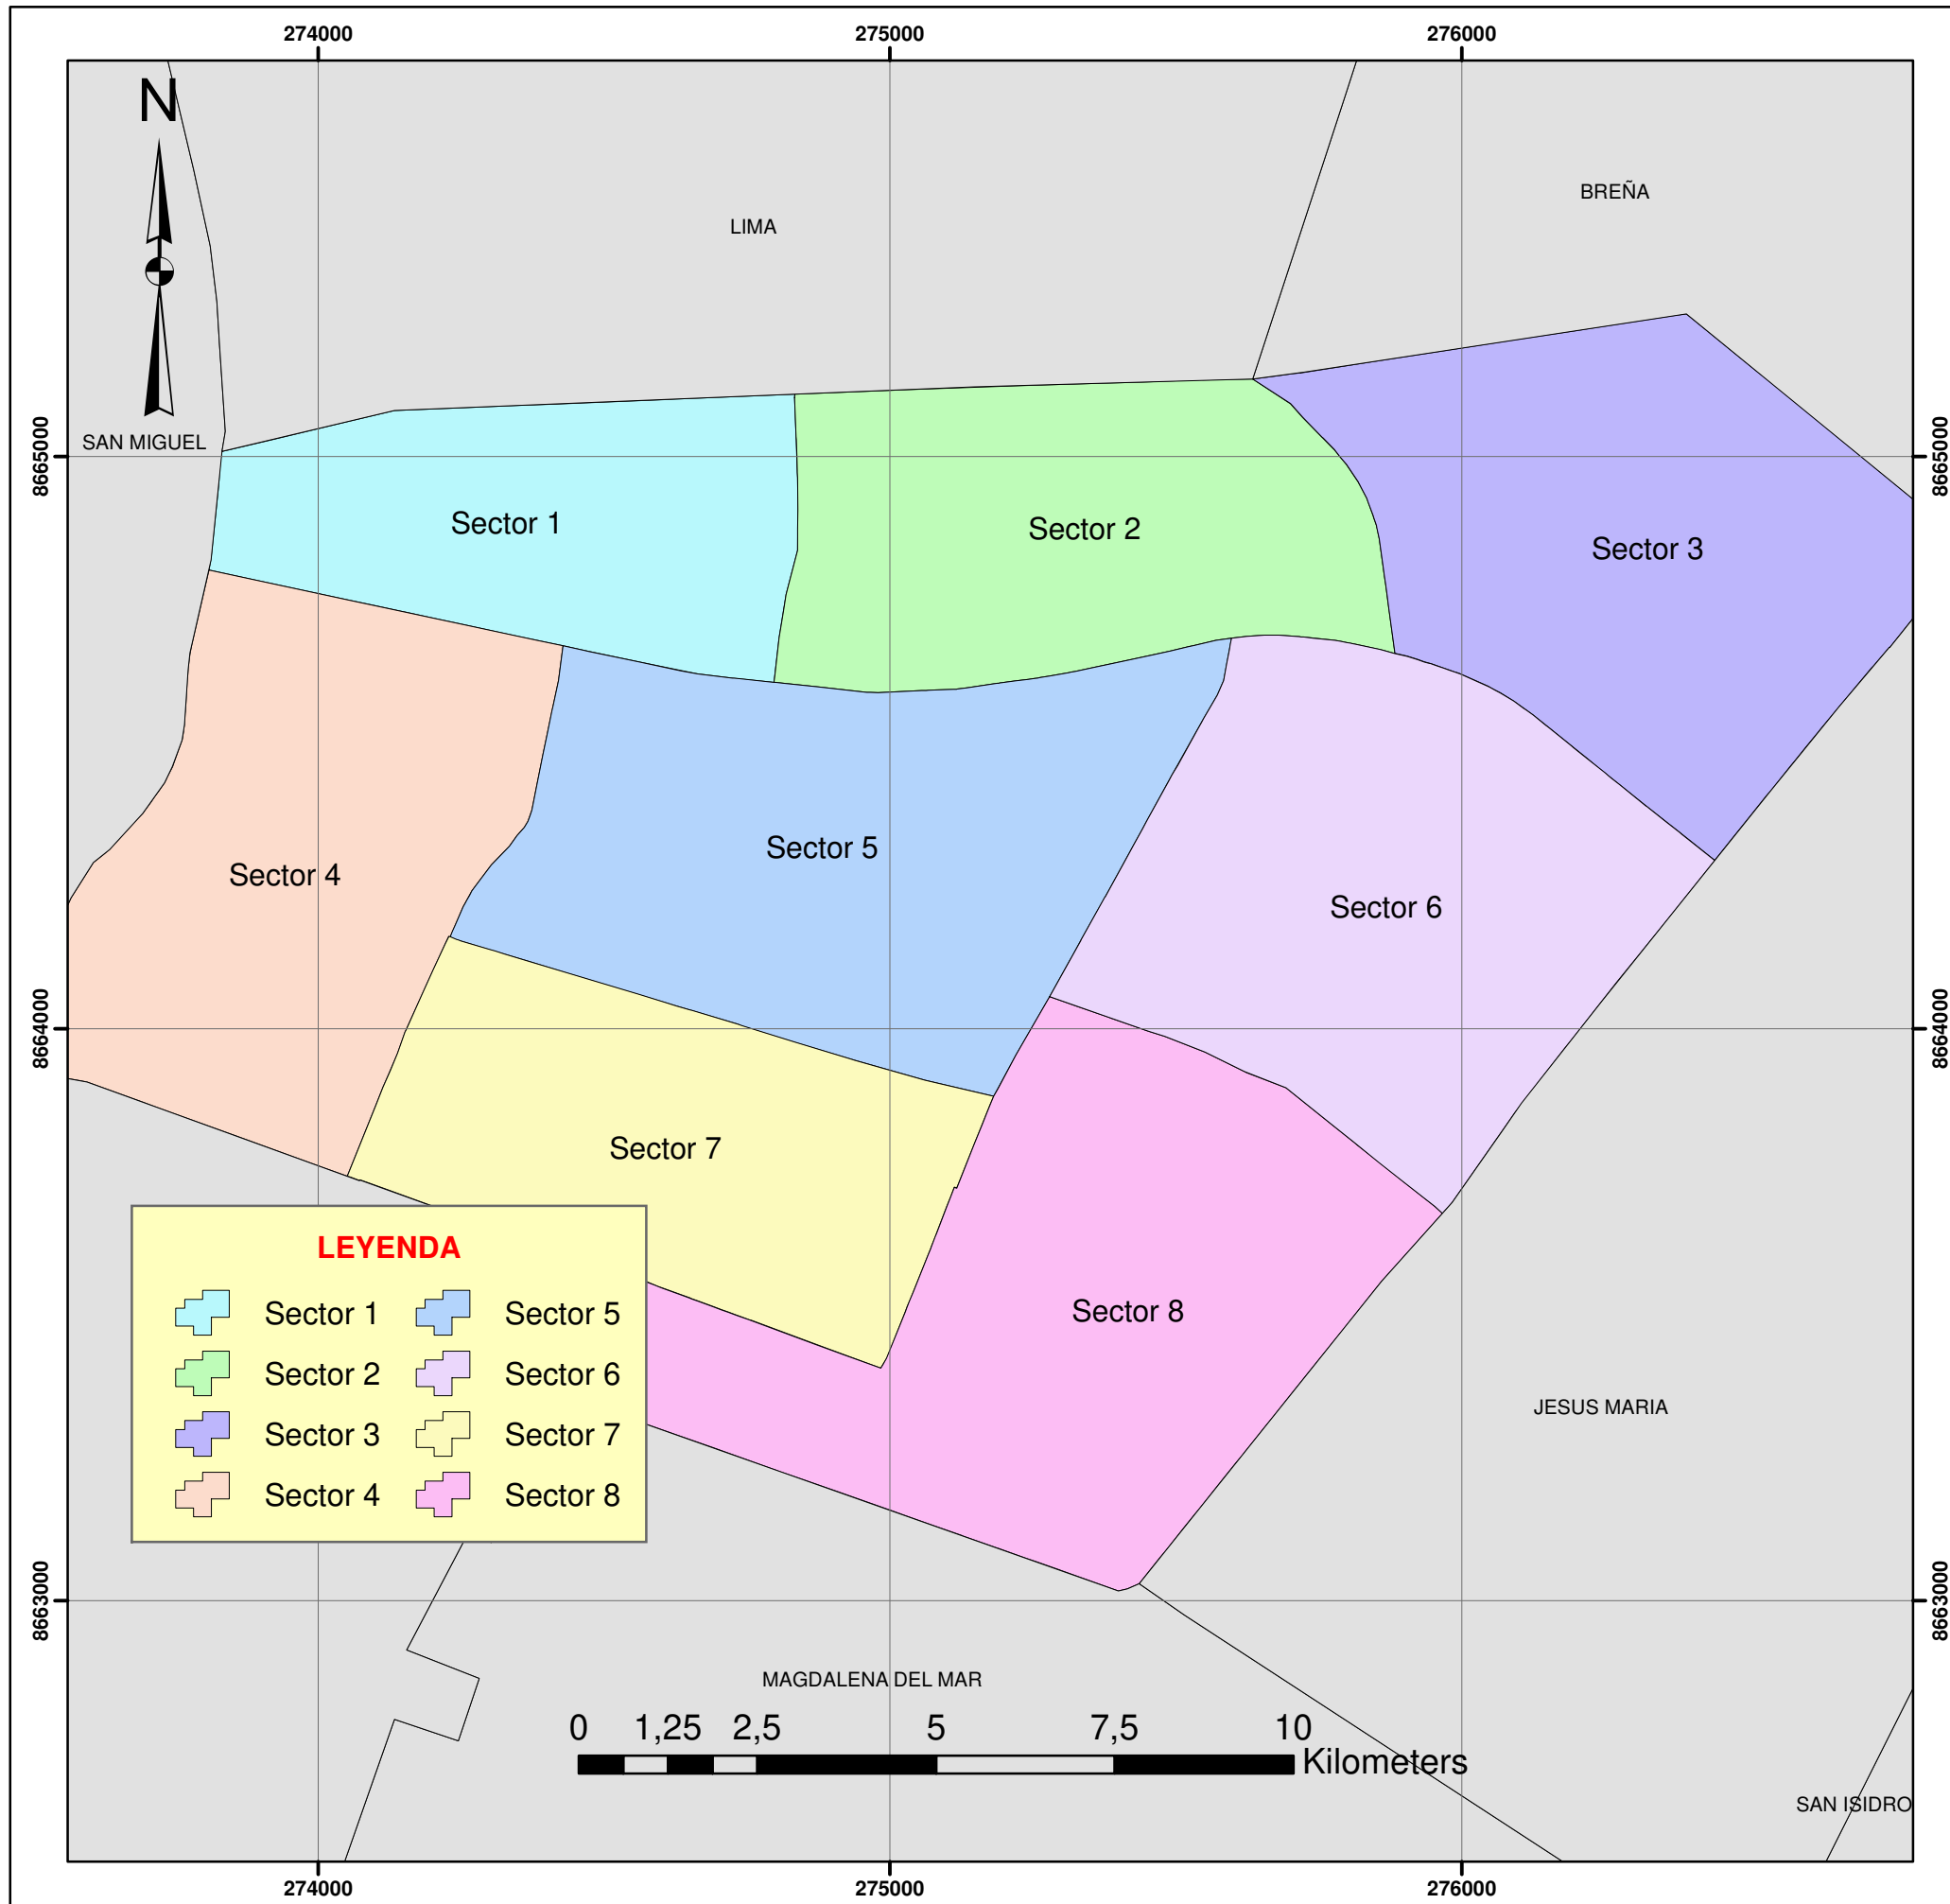 274000 275000 276000
N
BREÑA
LIMA
SAN MIGUEL
8665000 8665000
Sector 1
Sector 2
Sector 3
Sector 5
Sector 4
Sector 6
8664000 8664000
Sector 7
Sector 8
LEYENDA
Sector 1 Sector 5
Sector 2 Sector 6
Sector 3 Sector 7
Sector 4 Sector 8
JESUS MARIA
8663000 8663000
MAGDALENA DEL MAR
0 1,25 2,5 5 7,5 10
Kilometers
SAN ISIDRO
274000 275000 276000